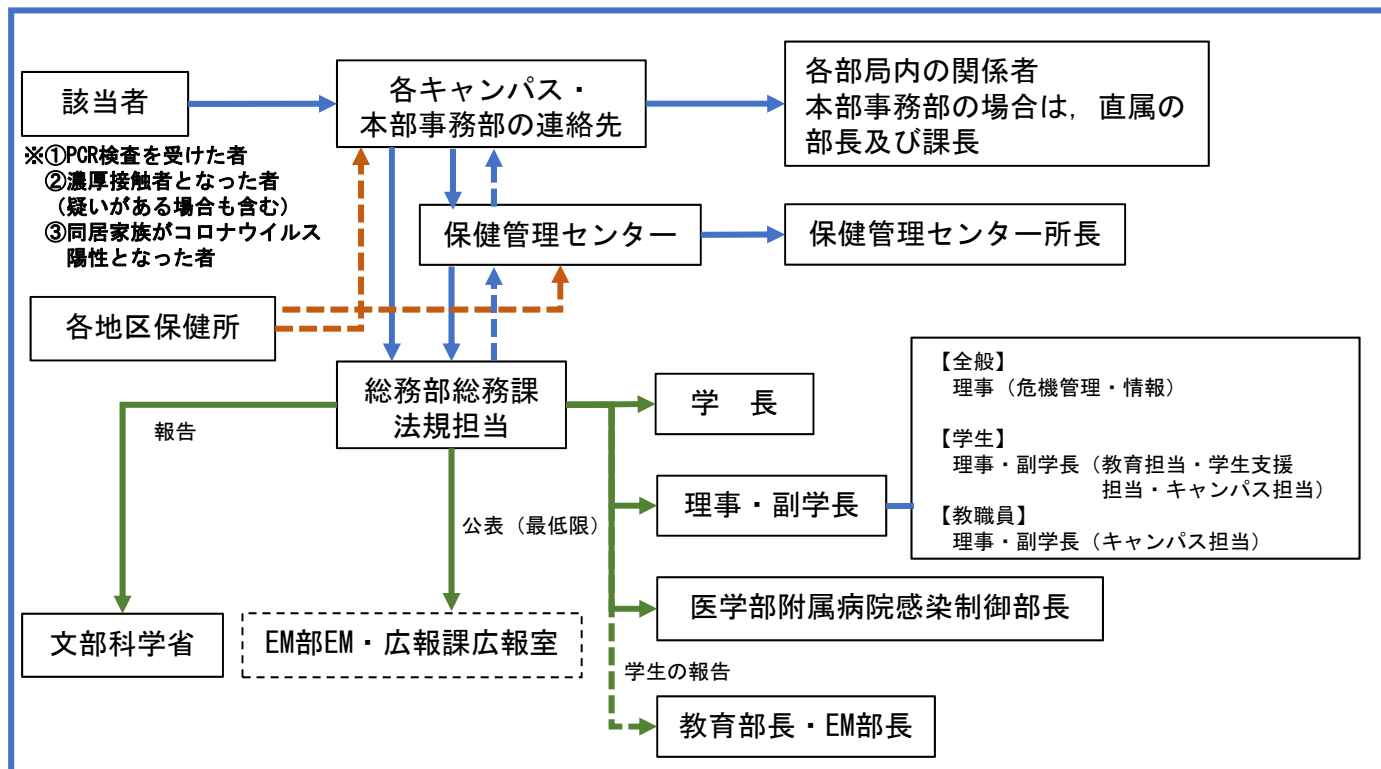 該当者
各キャンパス・
本部事務部の連絡先
各部局内の関係者
本部事務部の場合は，直属の
部長及び課長
※①PCR検査を受けた者
②濃厚接触者となった者
（疑いがある場合も含む）
③同居家族がコロナウイルス
陽性となった者
保健管理センター
保健管理センター所長
各地区保健所
総務部総務課
法規担当
学　長
【全般】
理事（危機管理・情報）
【学生】
理事・副学長（教育担当・学生支援
担当・キャンパス担当）
【教職員】
理事・副学長（キャンパス担当）
報告
公表（最低限）
理事・副学長
医学部附属病院感染制御部長
文部科学省
EM部EM・広報課広報室
学生の報告
教育部長・EM部長